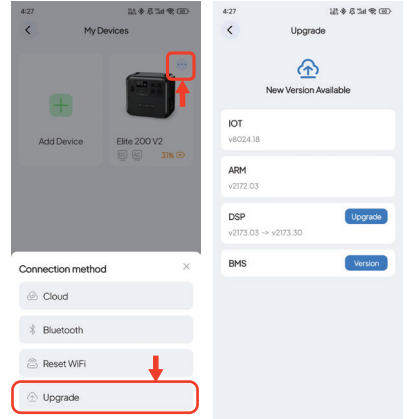 4:27
My Devices
Add Device
Elite 200 V2
31%
Connection method
Cloud
Bluetooth
Reset WiFi
Upgrade
4:27
Upgrade
New Version Available
IOT
v8024.18
ARM
v2172.03
DSP
Upgrade
v2173.03 -> v2173.30
BMS
Version